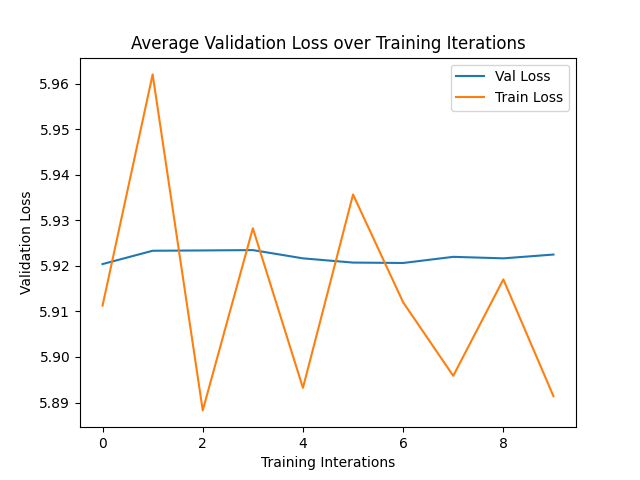 Average Validation Loss over Training Iterations
Val Loss
Train Loss
5.96
5.95
5.94
5.93
5.92
5.91
5.90
5.89
Validation Loss
0 2 4 6 8
Training Interations